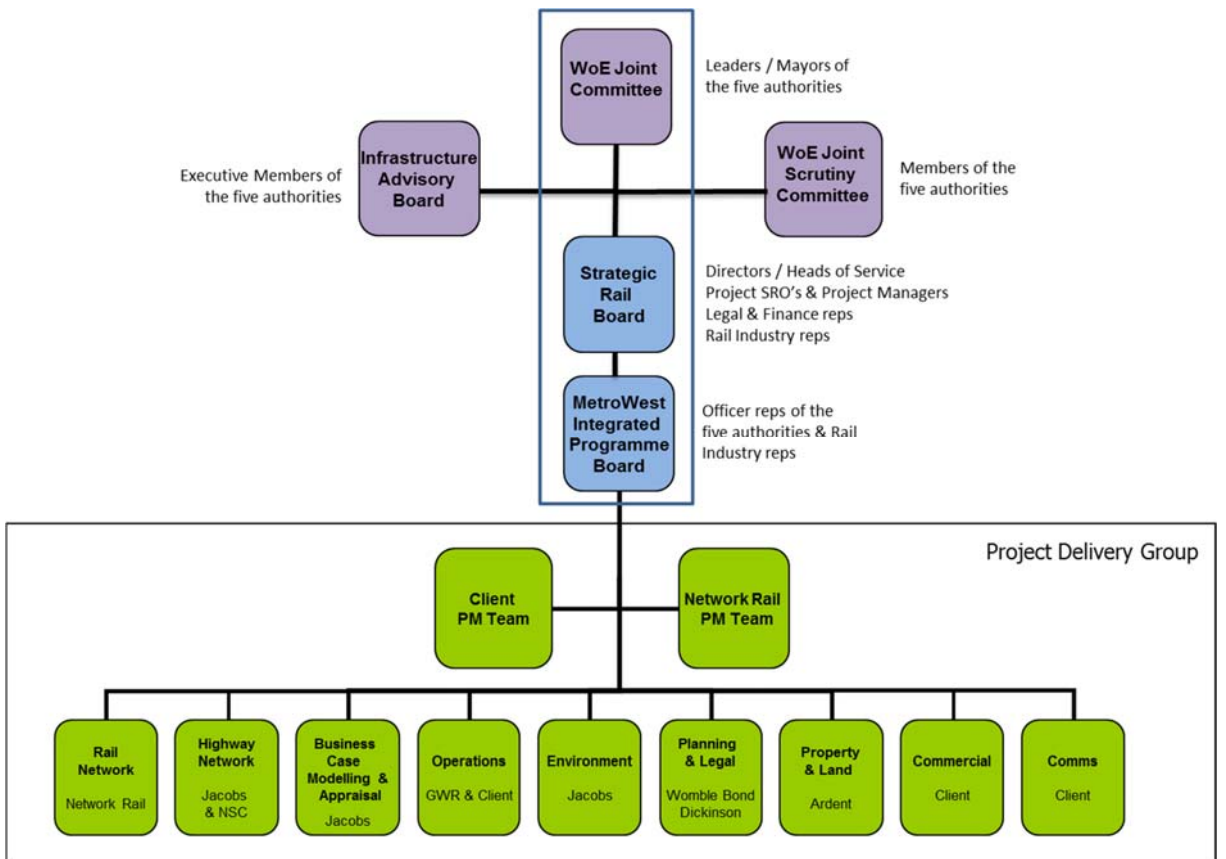 WoE Joint
Committee
Leaders / Mayors of
the five authorities
Executive Members of
the five authorities
Infrastructure
Advisory
Board
WoE Joint
Scrutiny
Committee
Members of the
five authorities
Strategic
Rail
Board
Directors / Heads of Service
Project SRO's & Project Managers
Legal & Finance reps
Rail Industry reps
MetroWest
Integrated
Programme
Board
Officer reps of the
five authorities & Rail
Industry reps
Project Delivery Group
Client
PM Team
Network Rail
PM Team
Rail
Network
Network Rail
Highway
Network
Jacobs
& NSC
Business
Case
Modelling &
Appraisal
Jacobs
Operations
GWR & Client
Environment
Jacobs
Planning
& Legal
Womble Bond
Dickinson
Property
& Land
Ardent
Commercial
Client
Comms
Client